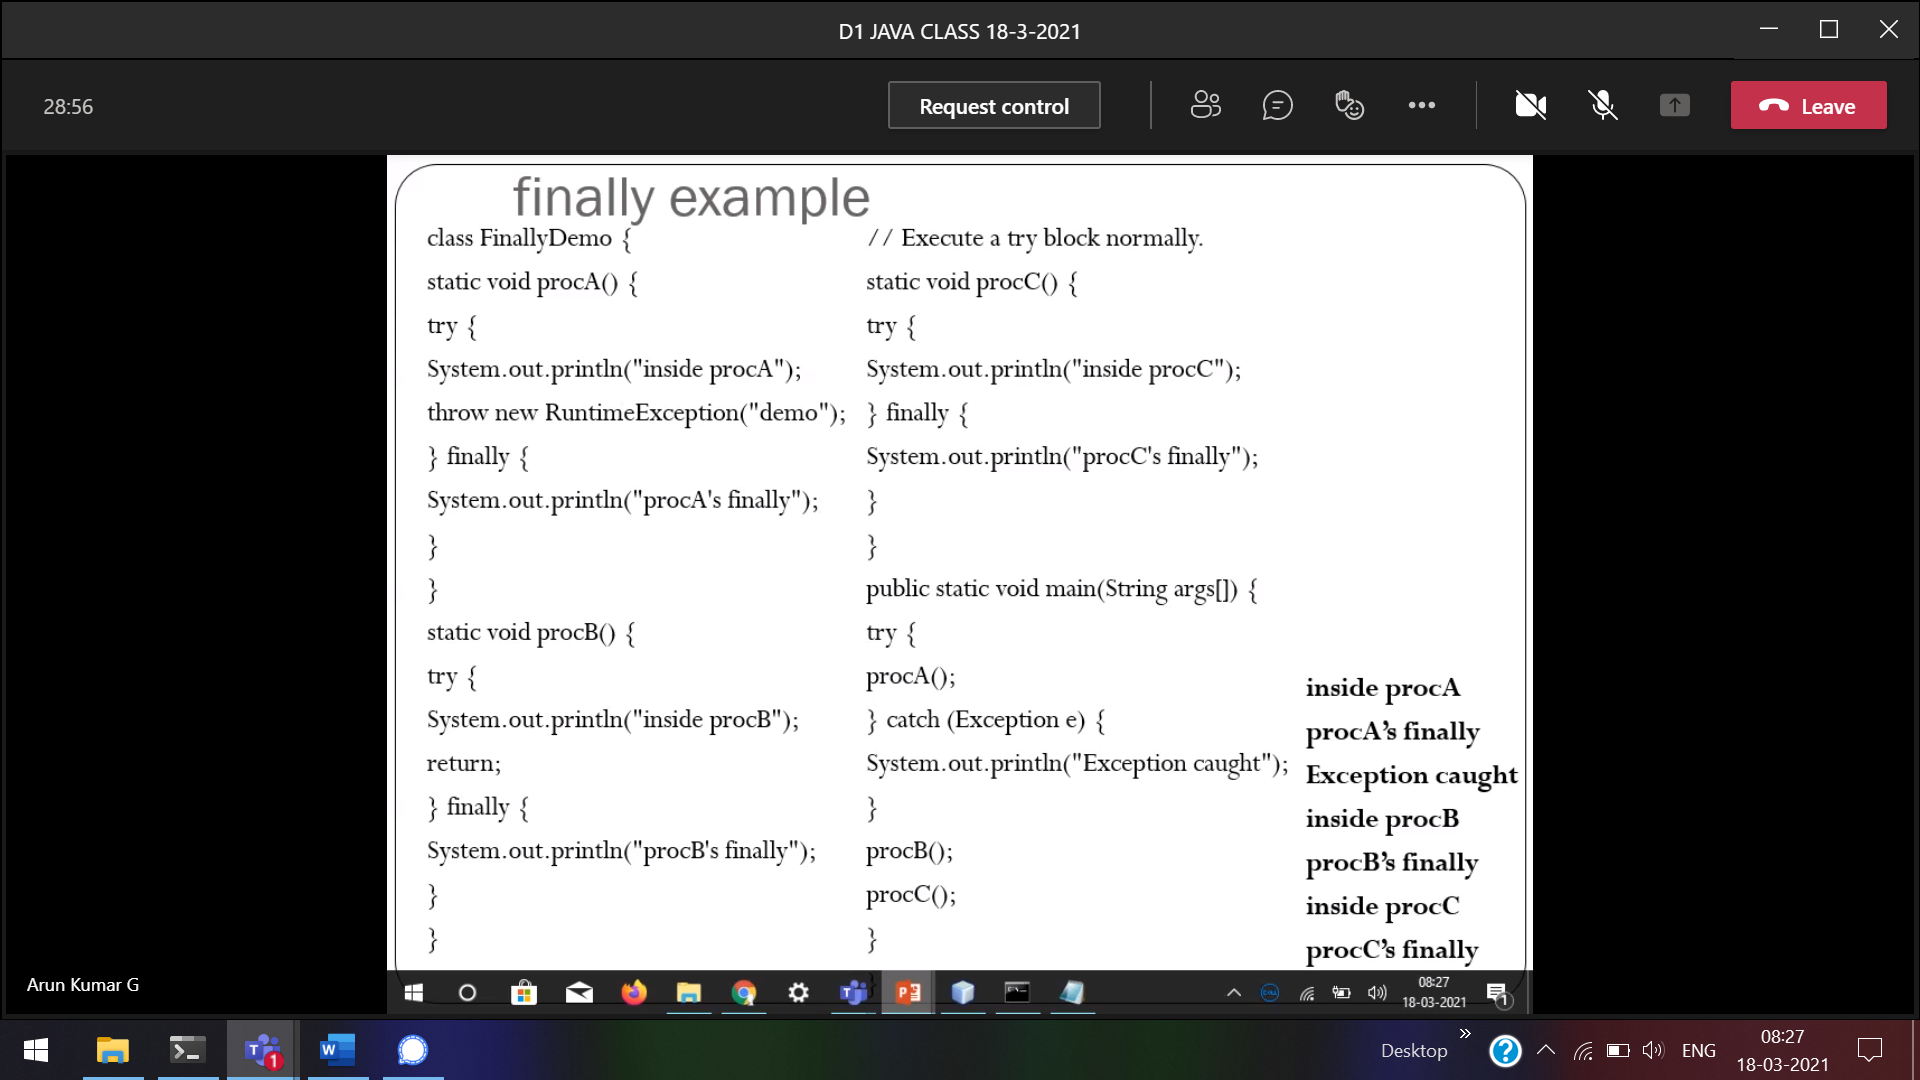 D1 JAVA CLASS 18-3-2021
28:56
Request control
Leave
finally example
class FinallyDemo {
static void procA() {
try {
System.out.println("inside procA");
throw new RuntimeException("demo");
} finally {
System.out.println("procA's finally");
}
}
static void procB() {
try {
System.out.println("inside procB");
return;
} finally {
System.out.println("procB's finally");
}
}
// Execute a try block normally.
static void procC() {
try {
System.out.println("inside procC");
} finally {
System.out.println("procC's finally");
}
}
public static void main(String args[]) {
try {
procA();
} catch (Exception e) {
System.out.println("Exception caught");
}
procB();
procC();
}
}
inside procA
procA’s finally
Exception caught
inside procB
procB’s finally
inside procC
procC’s finally
Arun Kumar G
08:27
18-03-2021
1
Desktop
ENG
08:27
18-03-2021
1